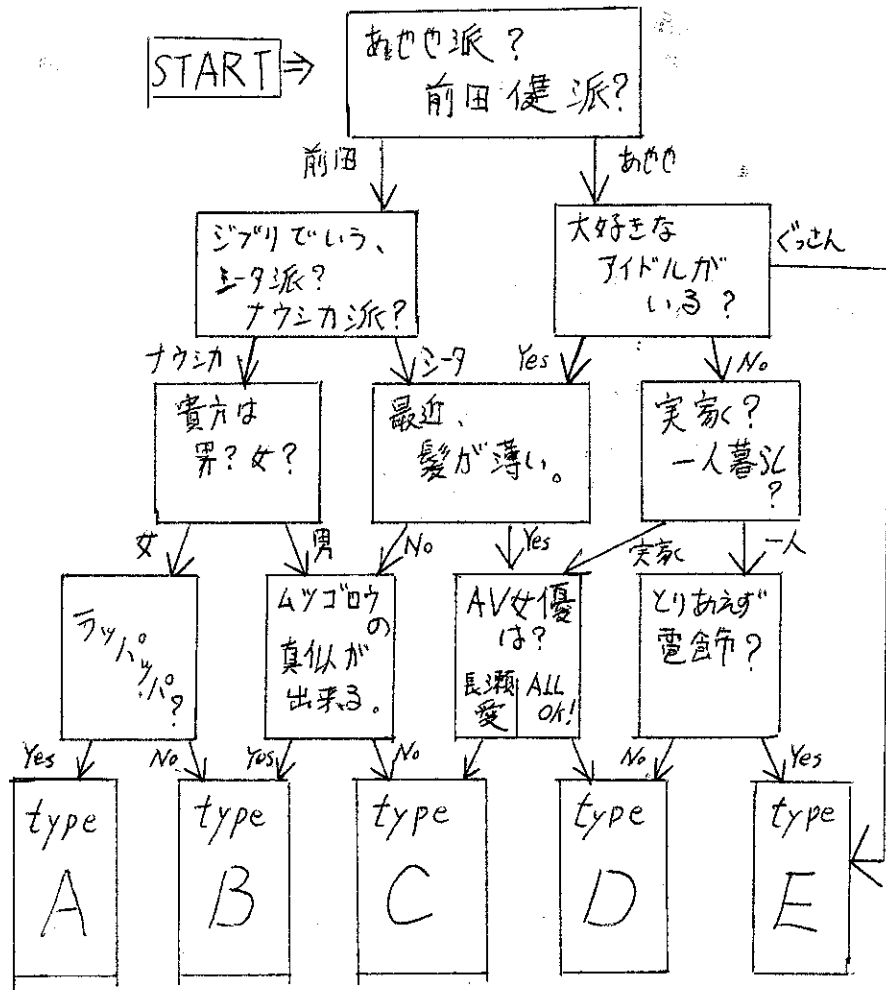 START⇒
あやや派?
前田健派?
前田
あやや
ジブリでいう、
シータ派?
ナウシカ派?
大好きな
アイドルが
いる?
ぐっさん
ナウシカ
シータ
Yes
No
貴方は
男?女?
最近、
髪が薄い。
実家?
一人暮らし
?
女
男
No
Yes
実家
一人
ラッパッパ?
ムツゴロウ
の
真似が
出来る。
AV女優
は?
長瀬
愛
ALL
OK!
とりあえず
電飾?
Yes
No
Yes
No
No
Yes
type
A
type
B
type
C
type
D
type
E